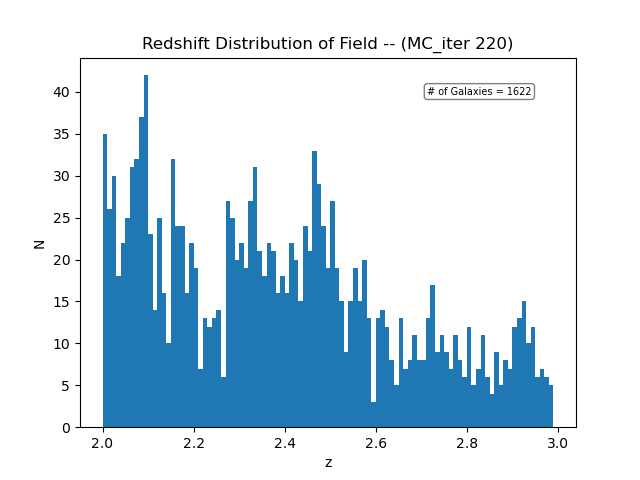 Redshift Distribution of Field -- (MC_iter 220)
# of Galaxies = 1622
40
35
30
25
20
15
10
5
0
N
2.0 2.2 2.4 2.6 2.8 3.0
z